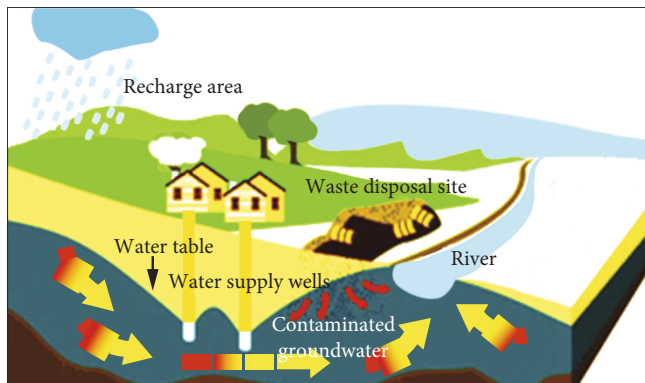 Recharge area
Waste disposal site
Water table
River
Water supply wells
Contaminated
groundwater